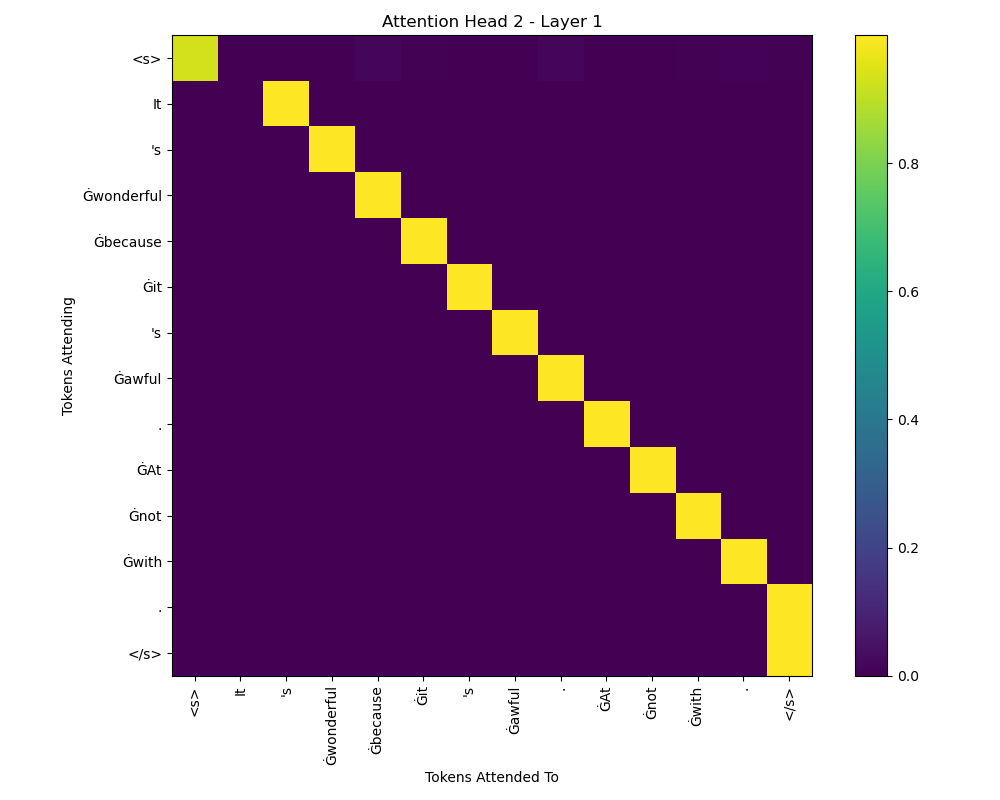 Attention Head 2 - Layer 1
<s>
It
's
Ġwonderful
Ġbecause
Ġit
's
Ġawful
.
ĠAt
Ġnot
Ġwith
.
</s>
Tokens Attending
<s>
It
's
Ġwonderful
Ġbecause
Ġit
's
Ġawful
.
ĠAt
Ġnot
Ġwith
.
</s>
Tokens Attended To
0.8
0.6
0.4
0.2
0.0